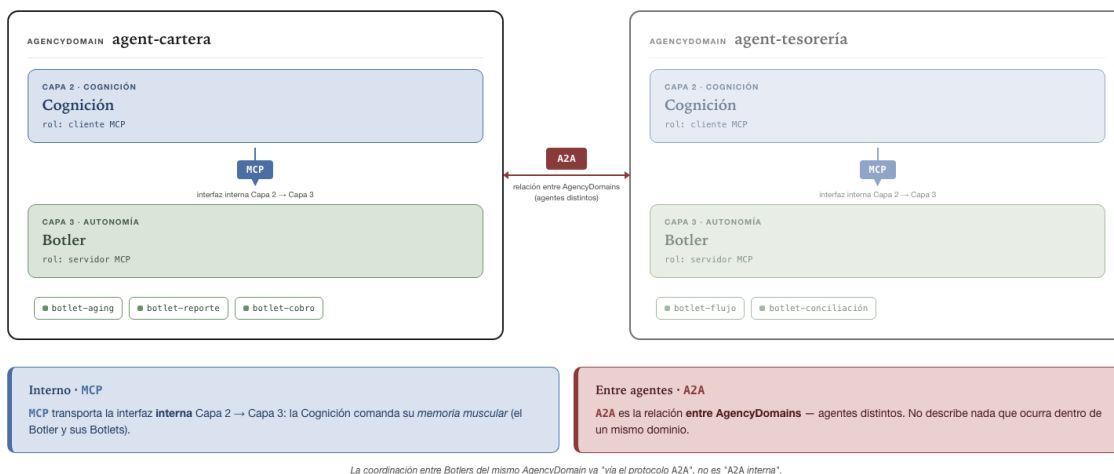 AGENCYDOMAIN agent-cartera
CAPA 2 · COGNICIÓN
Cognición
rol: cliente MCP
MCP
interfaz interna Capa 2 → Capa 3
CAPA 3 · AUTONOMÍA
Botler
rol: servidor MCP
botlet-aging
botlet-reporte
botlet-cobro
A2A
relación entre AgencyDomains
(agentes distintos)
AGENCYDOMAIN agent-tesorería
CAPA 2 · COGNICIÓN
Cognición
rol: cliente MCP
MCP
interfaz interna Capa 2 → Capa 3
CAPA 3 · AUTONOMÍA
Botler
rol: servidor MCP
botlet-flujo
botlet-conciliación
Interno · MCP
MCP transporta la interfaz interna Capa 2 → Capa 3: la Cognición comanda su memoria muscular (el
Botler y sus Botlets).
Entre agentes · A2A
A2A es la relación entre AgencyDomains — agentes distintos. No describe nada que ocurra dentro de
un mismo dominio.
La coordinación entre Botlers del mismo AgencyDomain va "vía el protocolo A2A", no es "A2A interna".